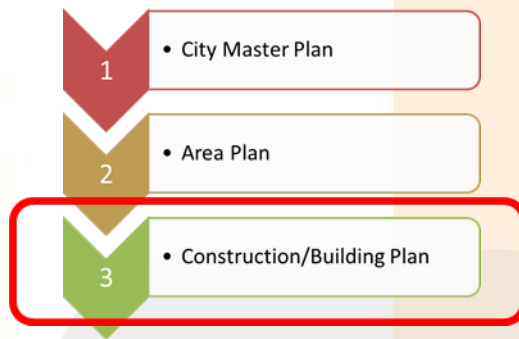 1
• City Master Plan
2
• Area Plan
3
• Construction/Building Plan